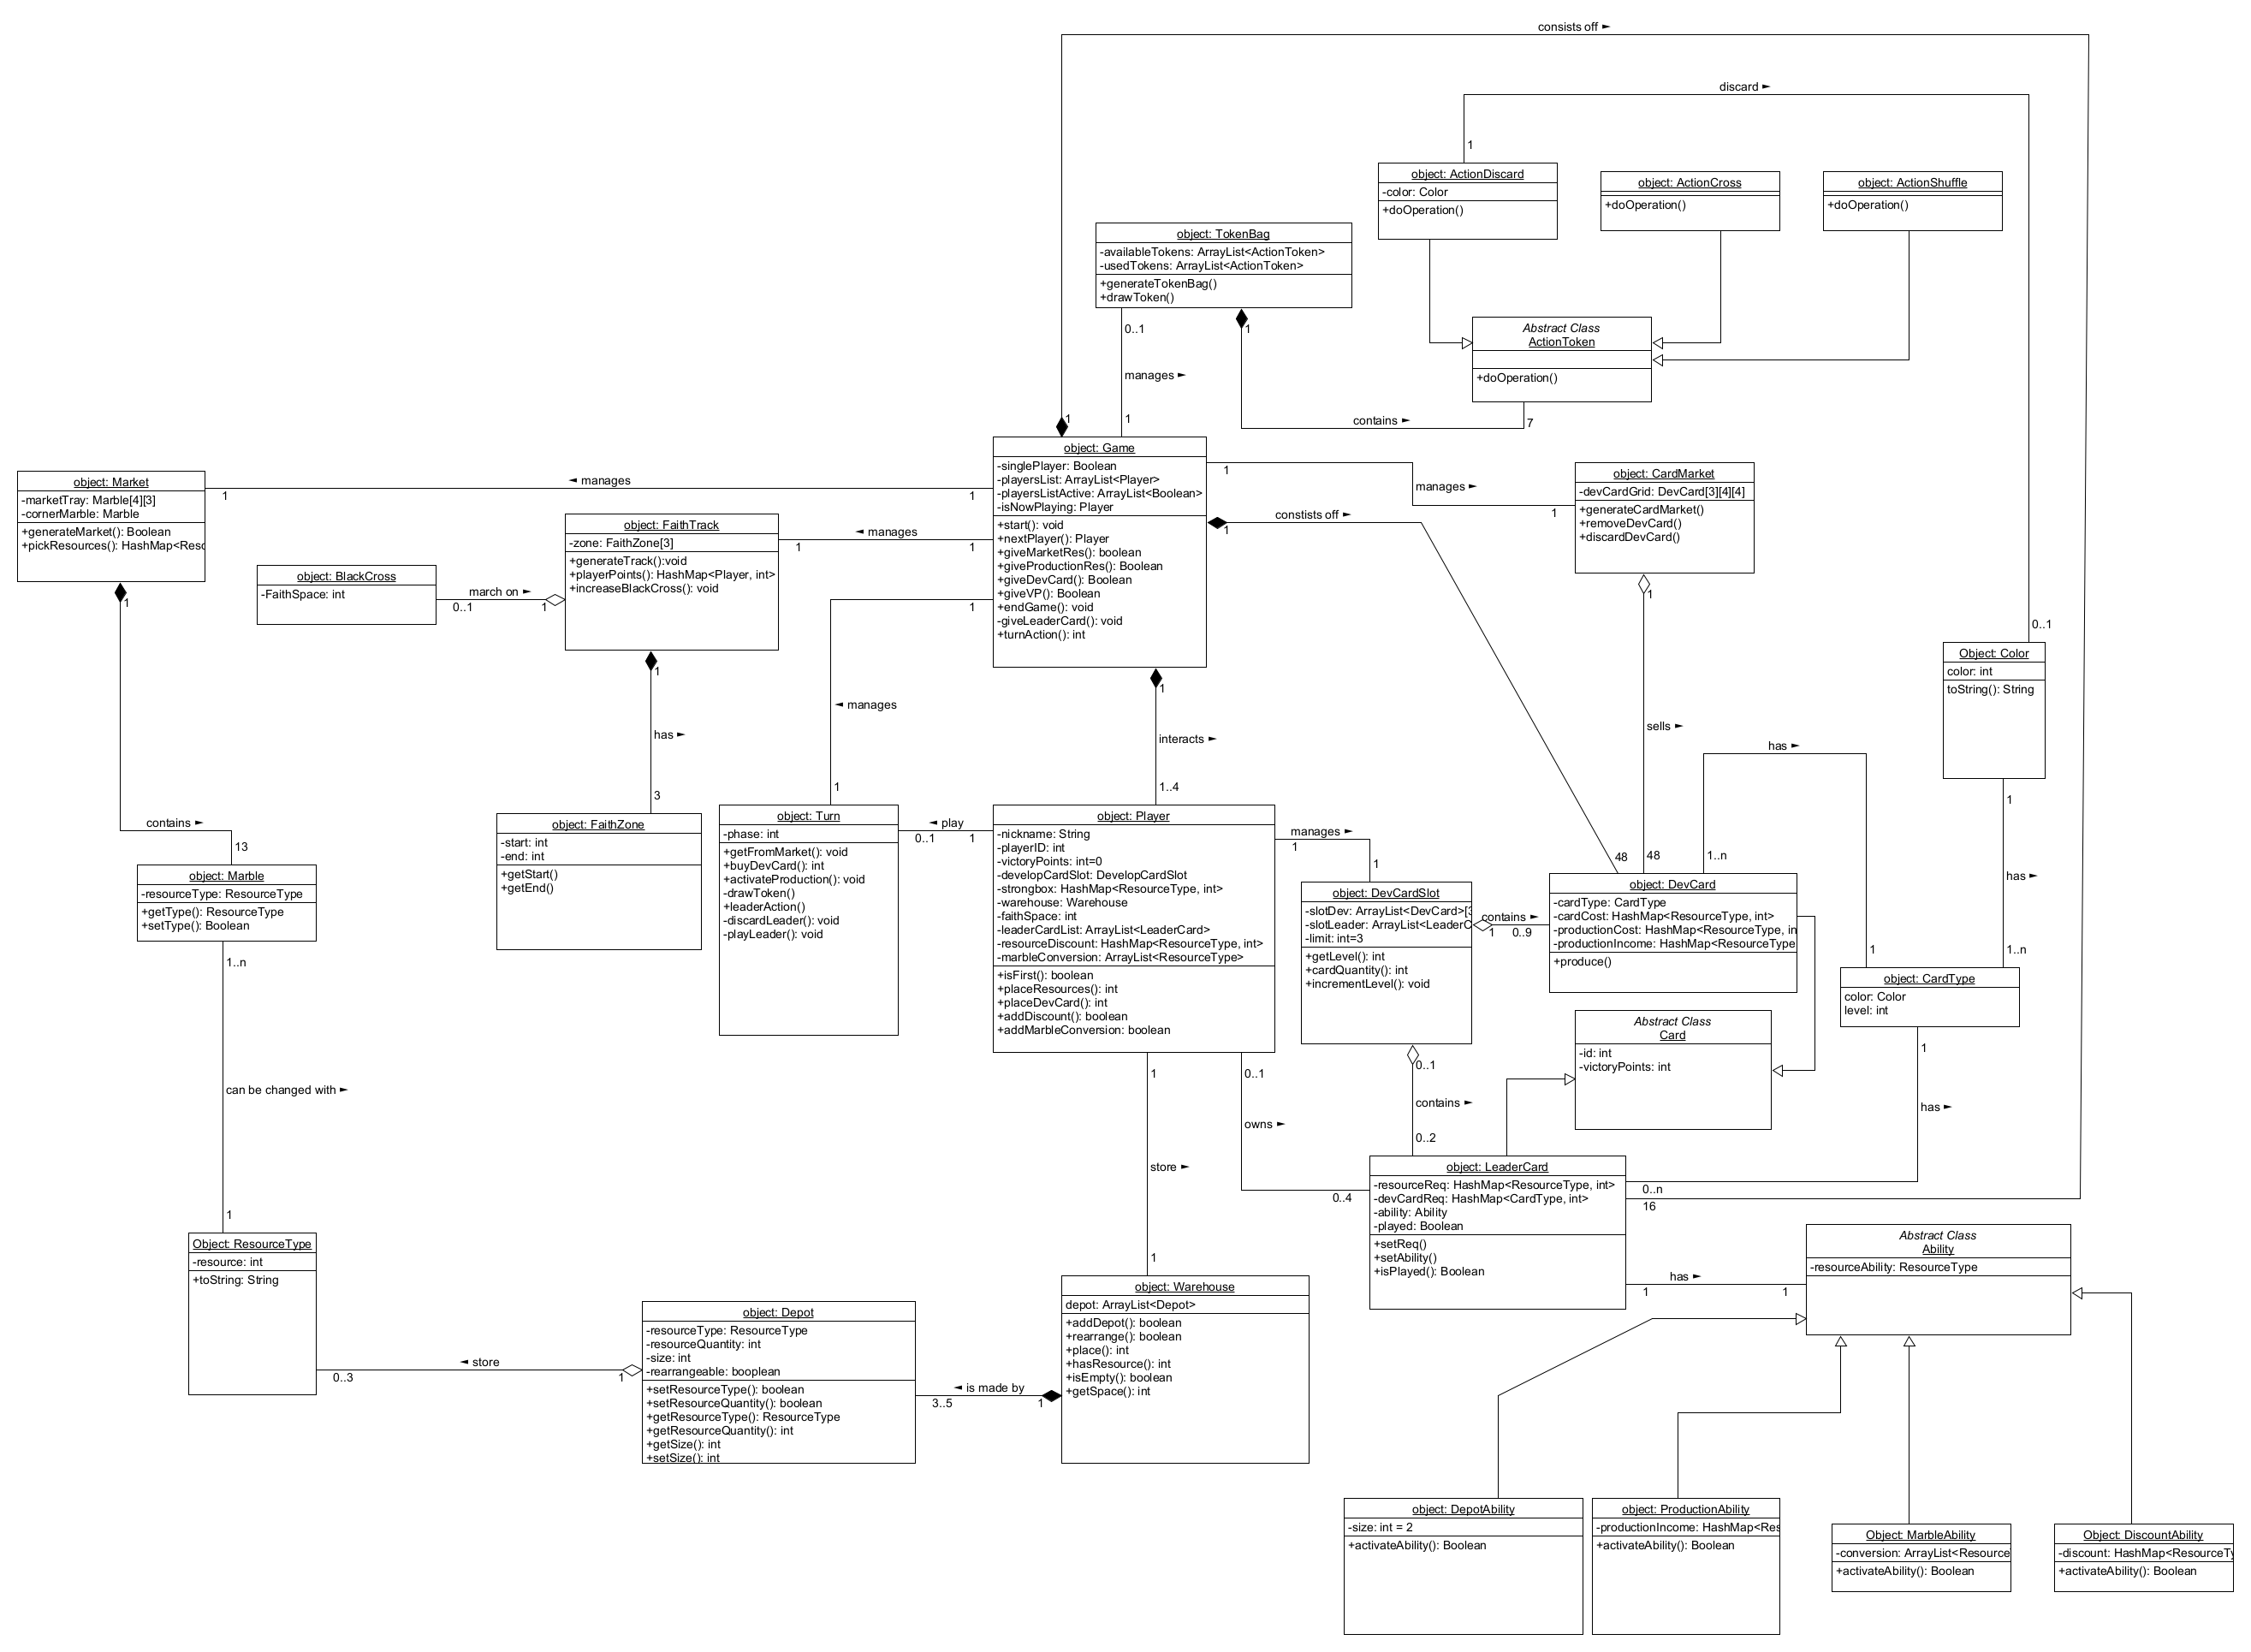 consists off ►
discard ►
1
object: ActionDiscard
-color: Color
+doOperation()
object: ActionCross
+doOperation()
object: ActionShuffle
+doOperation()
object: TokenBag
-availableTokens: ArrayList<ActionToken>
-usedTokens: ArrayList<ActionToken>
+generateTokenBag()
+drawToken()
0..1
manages ►
1
1
contains ►
7
Abstract Class
ActionToken
+doOperation()
1
object: Game
-singlePlayer: Boolean
-playersList: ArrayList<Player>
-playersListActive: ArrayList<Boolean>
-isNowPlaying: Player
+start(): void
+nextPlayer(): Player
+giveMarketRes(): boolean
+giveProductionRes(): Boolean
+giveDevCard(): Boolean
+giveVP(): Boolean
+endGame(): void
-giveLeaderCard(): void
+turnAction(): int
object: Market
-marketTray: Marble[4][3]
-cornerMarble: Marble
+generateMarket(): Boolean
+pickResources(): HashMap<Reso
◄ manages
1
1
object: FaithTrack
-zone: FaithZone[3]
+generateTrack():void
+playerPoints(): HashMap<Player, int>
+increaseBlackCross(): void
◄ manages
1
1
object: BlackCross
-FaithSpace: int
march on ►
0..1
1
1
manages ►
1
object: CardMarket
-devCardGrid: DevCard[3][4][4]
+generateCardMarket()
+removeDevCard()
+discardDevCard()
constists off ►
1
48
1
sells ►
48
0..1
Object: Color
color: int
toString(): String
1
has ►
1..n
1
contains ►
13
1
has ►
3
1
◄ manages
1
1
interacts ►
1..4
has ►
1..n
1
object: Marble
-resourceType: ResourceType
+getType(): ResourceType
+setType(): Boolean
object: FaithZone
-start: int
-end: int
+getStart()
+getEnd()
object: Turn
-phase: int
+getFromMarket(): void
+buyDevCard(): int
+activateProduction(): void
-drawToken()
+leaderAction()
-discardLeader(): void
-playLeader(): void
◄ play
0..1
1
object: Player
-nickname: String
-playerID: int
-victoryPoints: int=0
-developCardSlot: DevelopCardSlot
-strongbox: HashMap<ResourceType, int>
-warehouse: Warehouse
-faithSpace: int
-leaderCardList: ArrayList<LeaderCard>
-resourceDiscount: HashMap<ResourceType, int>
-marbleConversion: ArrayList<ResourceType>
+isFirst(): boolean
+placeResources(): int
+placeDevCard(): int
+addDiscount(): boolean
+addMarbleConversion: boolean
manages ►
1
1
object: DevCardSlot
-slotDev: ArrayList<DevCard>[3
-slotLeader: ArrayList<LeaderC
-limit: int=3
+getLevel(): int
+cardQuantity(): int
+incrementLevel(): void
contains ►
1
0..9
object: DevCard
-cardType: CardType
-cardCost: HashMap<ResourceType, int>
-productionCost: HashMap<ResourceType, in
-productionIncome: HashMap<ResourceType
+produce()
object: CardType
color: Color
level: int
Abstract Class
Card
-id: int
-victoryPoints: int
1..n
can be changed with ►
1
1
store ►
1
0..1
owns ►
0..4
0..1
contains ►
0..2
1
has ►
0..n
16
object: LeaderCard
-resourceReq: HashMap<ResourceType, int>
-devCardReq: HashMap<CardType, int>
-ability: Ability
-played: Boolean
+setReq()
+setAbility()
+isPlayed(): Boolean
has ►
1
1
Abstract Class
Ability
-resourceAbility: ResourceType
Object: ResourceType
-resource: int
+toString: String
◄ store
0..3
1
object: Depot
-resourceType: ResourceType
-resourceQuantity: int
-size: int
-rearrangeable: booplean
+setResourceType(): boolean
+setResourceQuantity(): boolean
+getResourceType(): ResourceType
+getResourceQuantity(): int
+getSize(): int
+setSize(): int
◄ is made by
3..5
1
object: Warehouse
depot: ArrayList<Depot>
+addDepot(): boolean
+rearrange(): boolean
+place(): int
+hasResource(): int
+isEmpty(): boolean
+getSpace(): int
object: DepotAbility
-size: int = 2
+activateAbility(): Boolean
object: ProductionAbility
-productionIncome: HashMap<Res
+activateAbility(): Boolean
Object: MarbleAbility
-conversion: ArrayList<Resource
+activateAbility(): Boolean
Object: DiscountAbility
-discount: HashMap<ResourceTy
+activateAbility(): Boolean